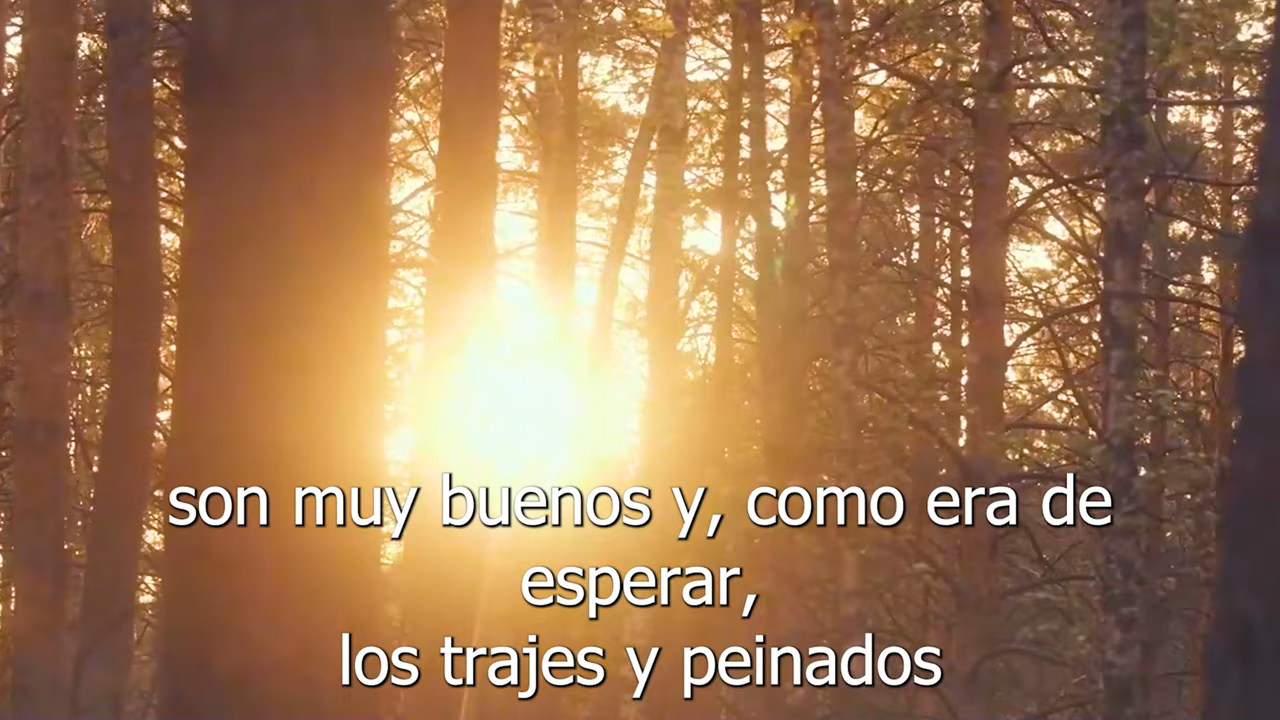 son muy buenos y, como era de
esperar,
los trajes y peinados